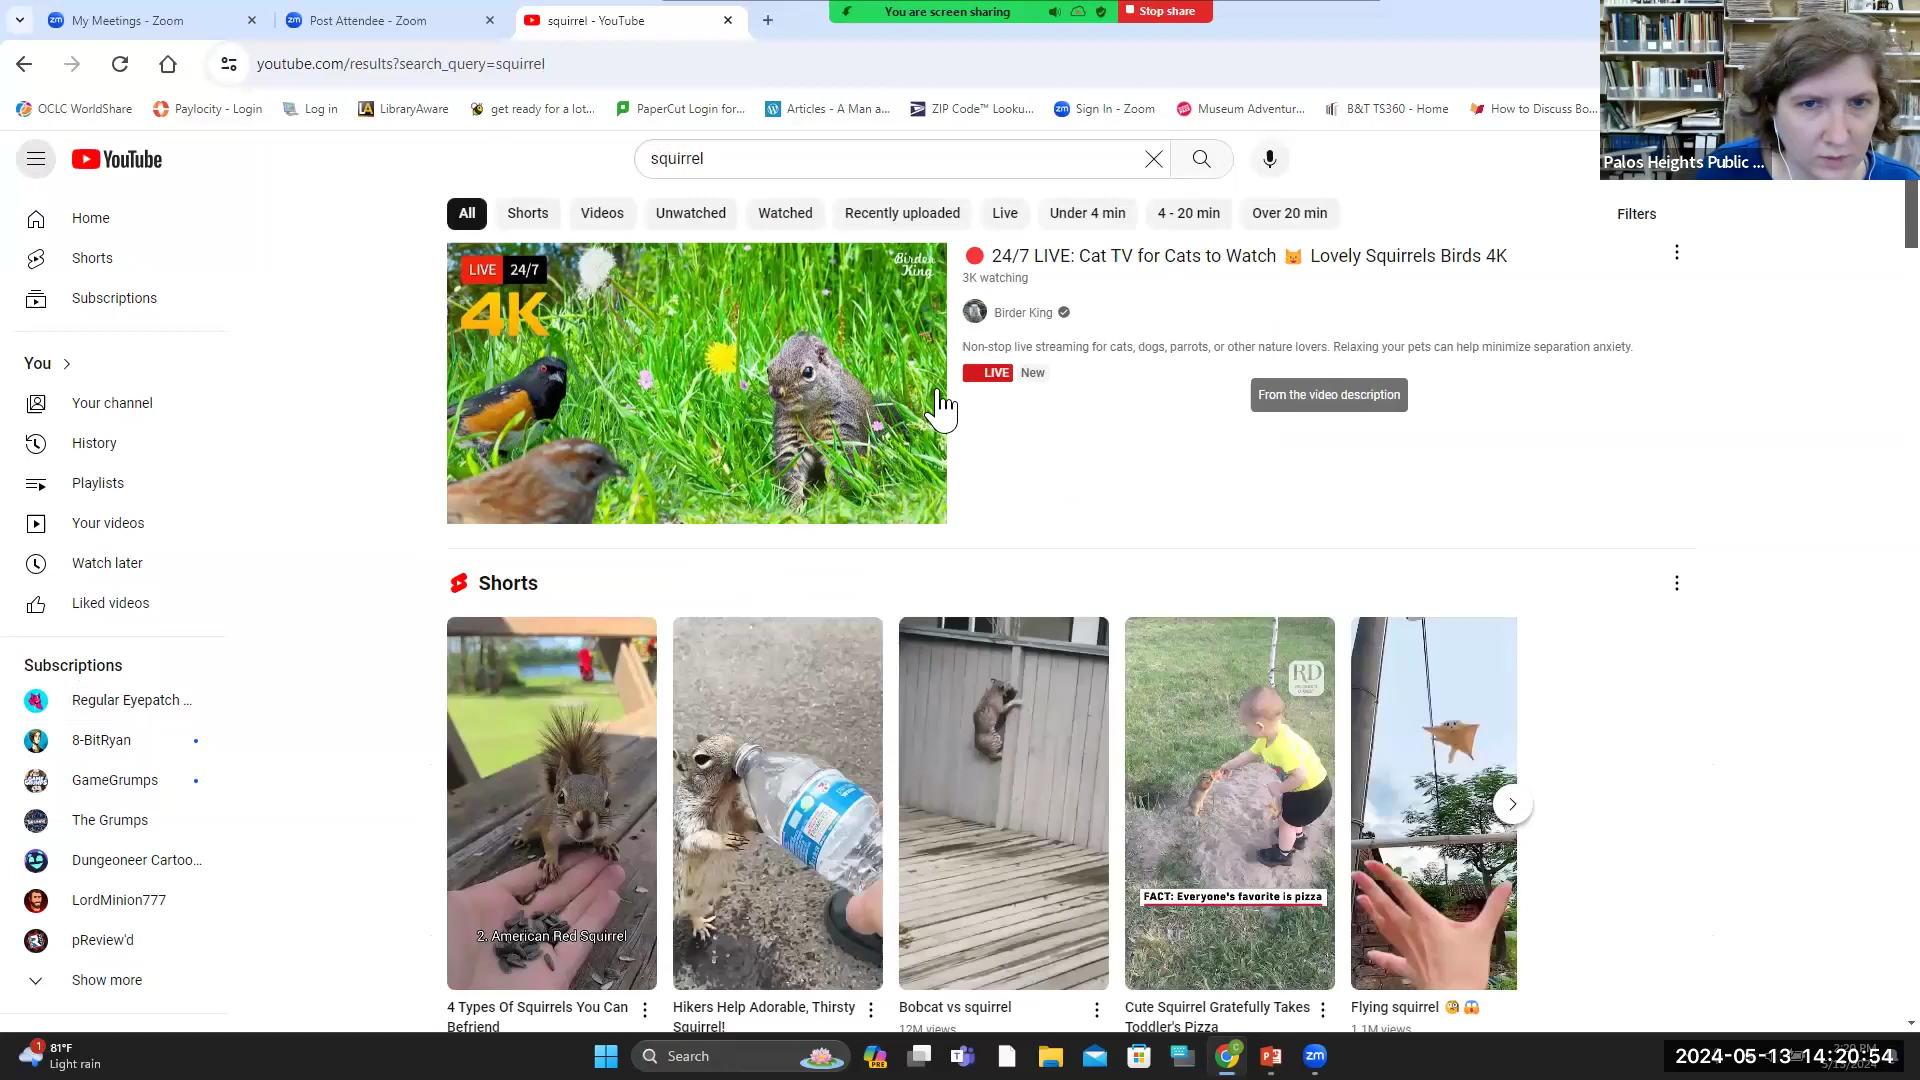 My Meetings - Zoom
Post Attendee - Zoom
squirrel - YouTube
You are screen sharing
Stop share
youtube.com/results?search_query=squirrel
OCLC WorldShare
Paylocity - Login
Log in
LibraryAware
get ready for a lot...
PaperCut Login for...
Articles - A Man a...
ZIP Code™ Looku...
Sign In - Zoom
Museum Adventur...
B&T TS360 - Home
How to Discuss Bo...
Palos Heights Public ...
YouTube
squirrel
All
Shorts
Videos
Unwatched
Watched
Recently uploaded
Live
Under 4 min
4 - 20 min
Over 20 min
Filters
Home
Shorts
Subscriptions
You
Your channel
History
Playlists
Your videos
Watch later
Liked videos
Subscriptions
Regular Eyepatch ...
8-BitRyan
GameGrumps
The Grumps
Dungeoneer Cartoo...
LordMinion777
pReview'd
Show more
LIVE 24/7
4K
Birder King
24/7 LIVE: Cat TV for Cats to Watch 😺 Lovely Squirrels Birds 4K
3K watching
Birder King
Non-stop live streaming for cats, dogs, parrots, or other nature lovers. Relaxing your pets can help minimize separation anxiety.
LIVE
New
From the video description
Shorts
2. American Red Squirrel
RD
FACT: Everyone's favorite is pizza
4 Types Of Squirrels You Can
Befriend
Hikers Help Adorable, Thirsty
Squirrel!
Bobcat vs squirrel
12M views
Cute Squirrel Gratefully Takes
Toddler's Pizza
Flying squirrel 🧐 😱
1.1M views
1
81°F
Light rain
Search
PRE
2024-05-13 14:20:54